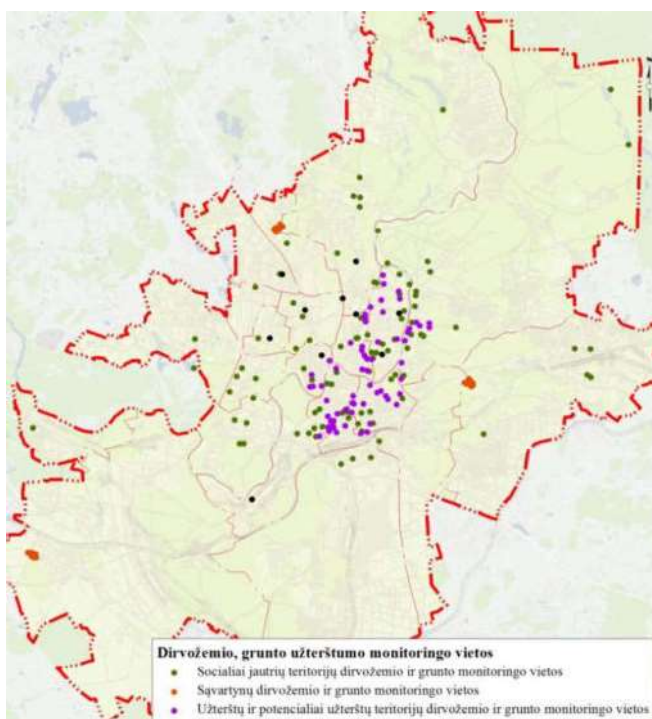 Dirvožemio, grunto užterštumo monitoringo vietos
Socialiai jautrių teritorijų dirvožemio ir grunto monitoringo vietos
Sąvartynų dirvožemio ir grunto monitoringo vietos
Užterštų ir potencialiai užterštų teritorijų dirvožemio ir grunto monitoringo vietos